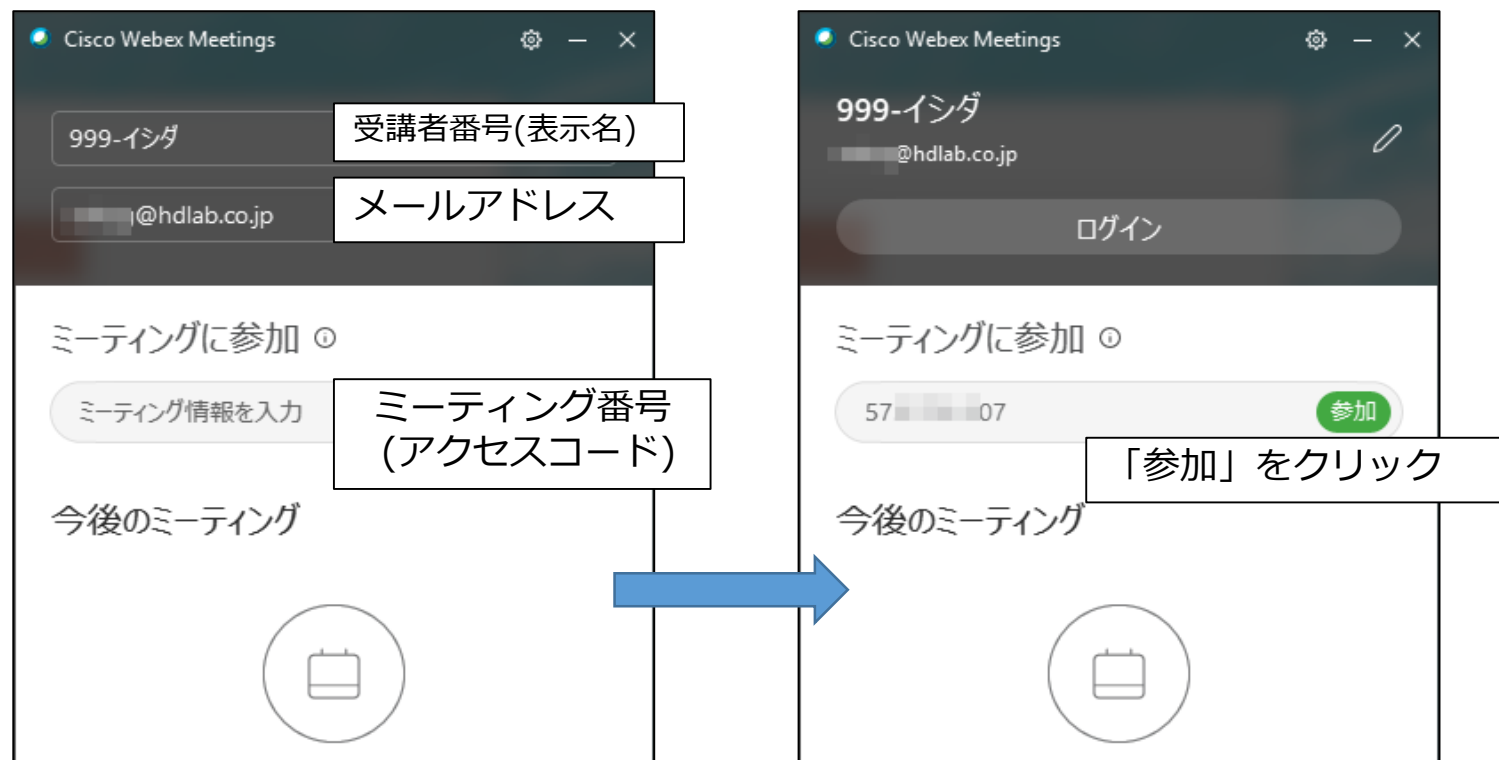 Cisco Webex Meetings
999-イシダ
受講者番号(表示名)
@hdlab.co.jp
メールアドレス
ミーティングに参加
ミーティング情報を入力
ミーティング番号
(アクセスコード)
今後のミーティング
Cisco Webex Meetings
999-イシダ
@hdlab.co.jp
ログイン
ミーティングに参加
57
07
参加
「参加」をクリック
今後のミーティング